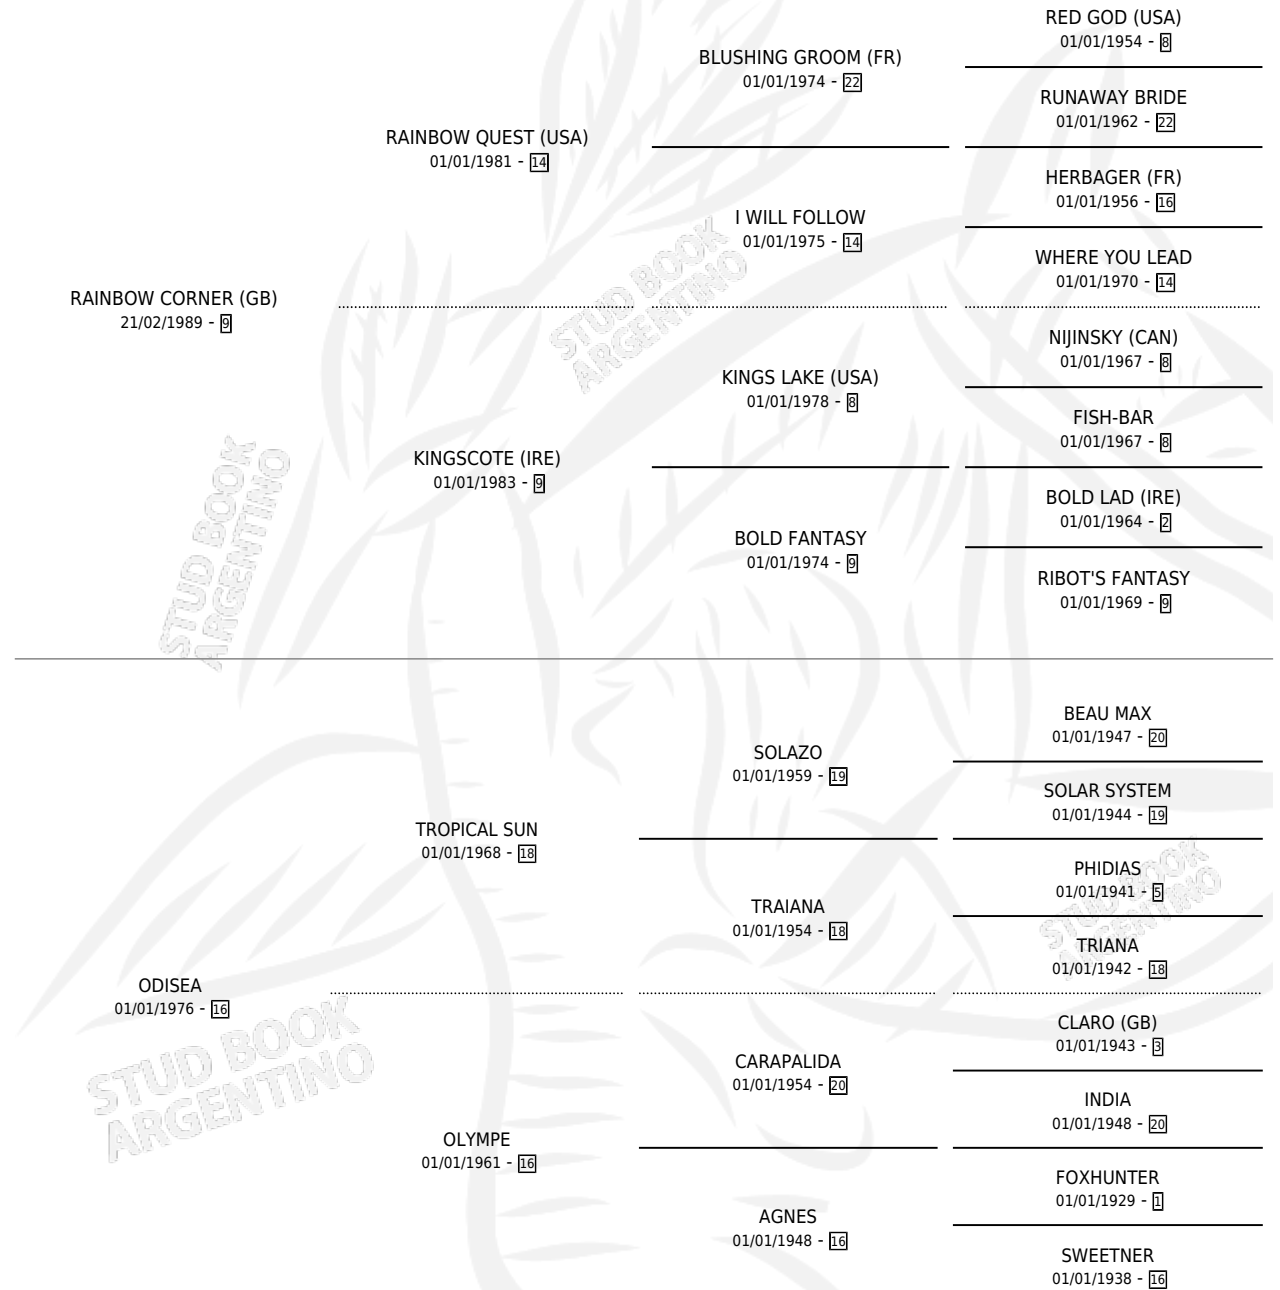 RED GOD (USA)
01/01/1954 - 8
BLUSHING GROOM (FR)
01/01/1974 - 22
RUNAWAY BRIDE
01/01/1962 - 22
RAINBOW QUEST (USA)
01/01/1981 - 14
HERBAGER (FR)
01/01/1956 - 16
I WILL FOLLOW
01/01/1975 - 14
WHERE YOU LEAD
01/01/1970 - 14
RAINBOW CORNER (GB)
21/02/1989 - 9
NIJINSKY (CAN)
01/01/1967 - 8
KINGS LAKE (USA)
01/01/1978 - 8
FISH-BAR
01/01/1967 - 8
KINGSCOTE (IRE)
01/01/1983 - 9
BOLD LAD (IRE)
01/01/1964 - 2
BOLD FANTASY
01/01/1974 - 9
RIBOT'S FANTASY
01/01/1969 - 9
BEAU MAX
01/01/1947 - 20
SOLAZO
01/01/1959 - 19
SOLAR SYSTEM
01/01/1944 - 19
TROPICAL SUN
01/01/1968 - 18
PHIDIAS
01/01/1941 - 5
TRAIANA
01/01/1954 - 18
TRIANA
01/01/1942 - 18
ODISEA
01/01/1976 - 16
CLARO (GB)
01/01/1943 - 3
CARAPALIDA
01/01/1954 - 20
INDIA
01/01/1948 - 20
OLYMPE
01/01/1961 - 16
FOXHUNTER
01/01/1929 - 1
AGNES
01/01/1948 - 16
SWEETNER
01/01/1938 - 16
STUD BOOK
ARGENTINO
STUD BOOK
ARGENTINO
STUD BOOK
ARGENTINO
STUD BOOK
ARGENTINO